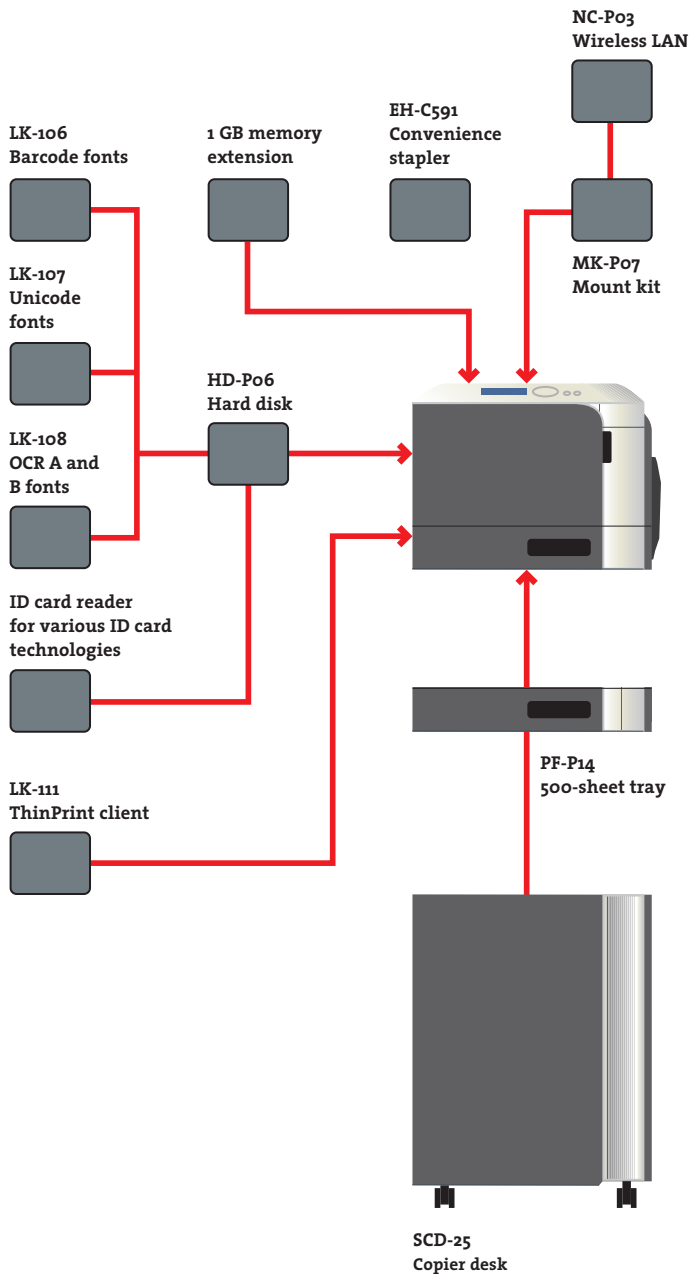 NC-P03
Wireless LAN
EH-C591
Convenience
stapler
LK-106
Barcode fonts
1 GB memory
extension
MK-P07
Mount kit
LK-107
Unicode
fonts
HD-P06
Hard disk
LK-108
OCR A and
B fonts
ID card reader
for various ID card
technologies
PF-P14
500-sheet tray
LK-111
ThinPrint client
SCD-25
Copier desk